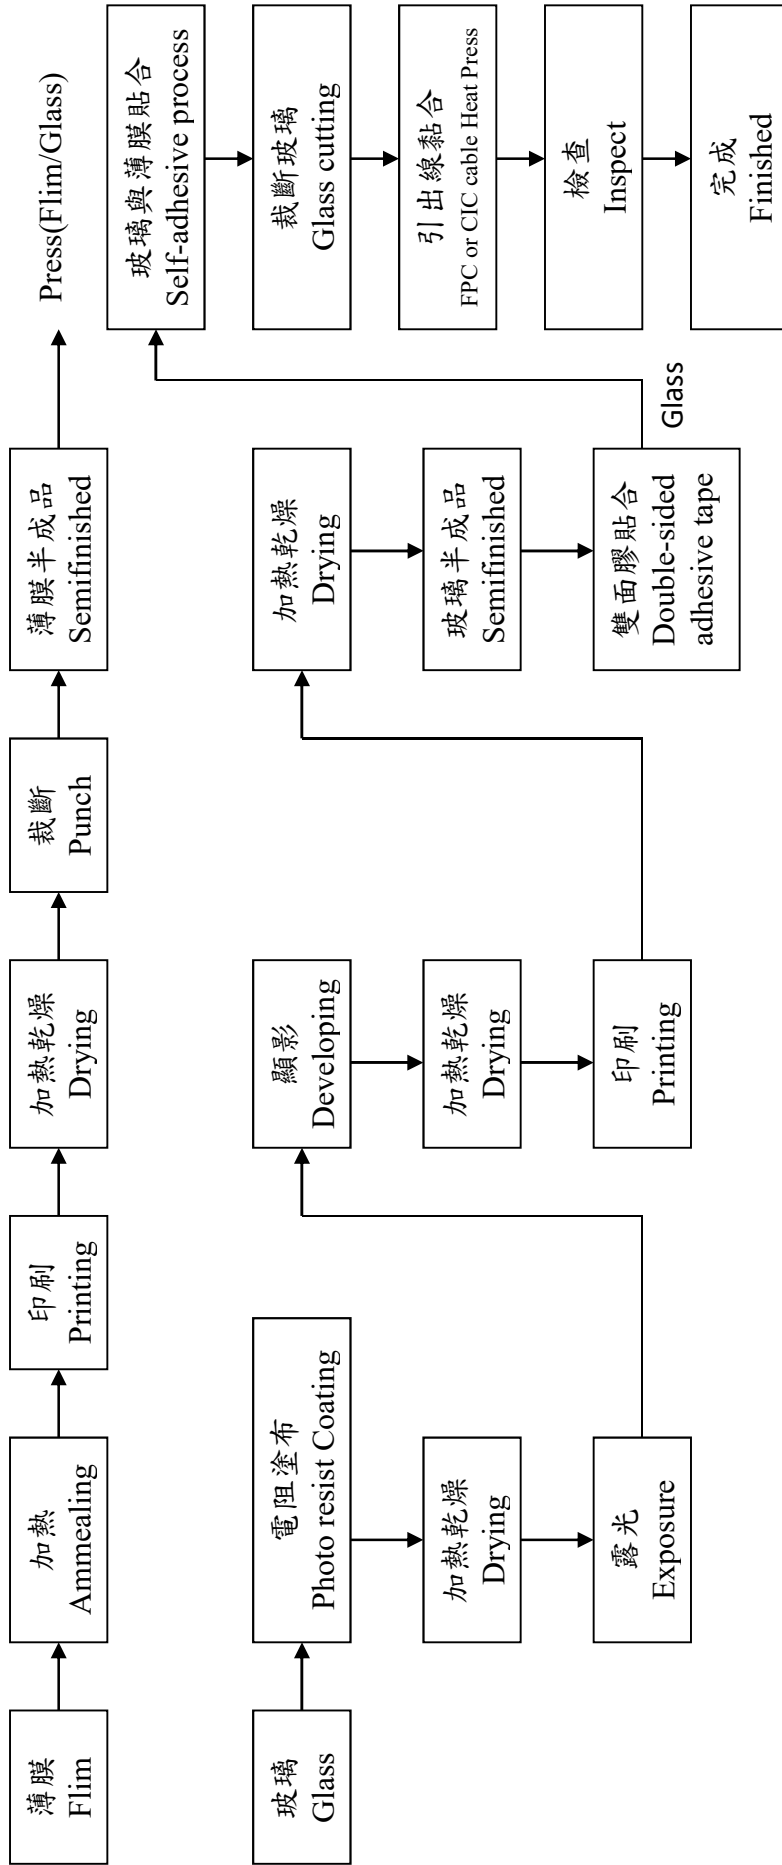 薄膜
Flim
加熱
Ammealing
印刷
Printing
加熱乾燥
Drying
裁斷
Punch
薄膜半成品
Semifinished
Press(Flim/Glass)
玻璃
Glass
電阻塗布
Photo resist Coating
加熱乾燥
Drying
露光
Exposure
顯影
Developing
加熱乾燥
Drying
印刷
Printing
加熱乾燥
Drying
玻璃半成品
Semifinished
雙面膠貼合
Double-sided
adhesive tape
Glass
玻璃與薄膜貼合
Self-adhesive process
裁斷玻璃
Glass cutting
引出線黏合
FPC or CIC cable Heat Press
檢查
Inspect
完成
Finished